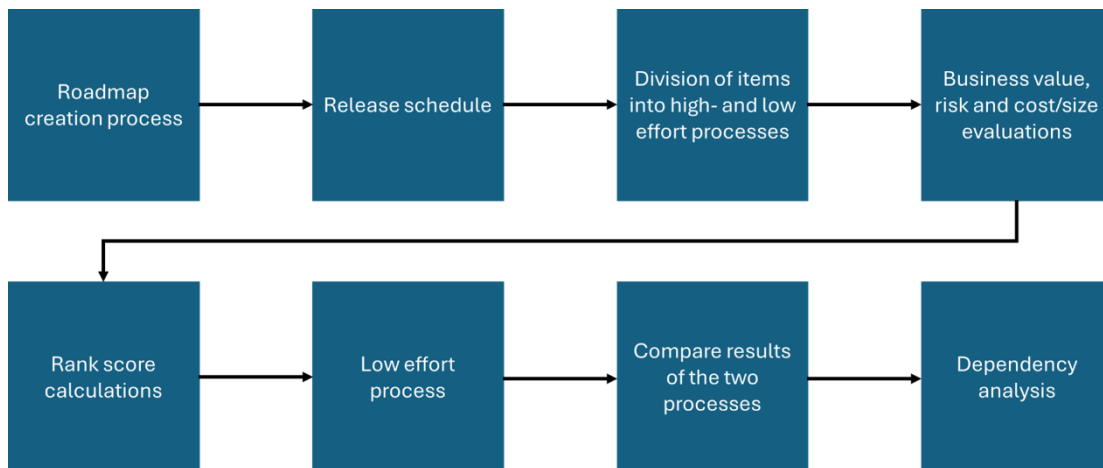 Roadmap
creation process
Release schedule
Division of items
into high- and low
effort processes
Business value,
risk and cost/size
evaluations
Rank score
calculations
Low effort
process
Compare results
of the two
processes
Dependency
analysis